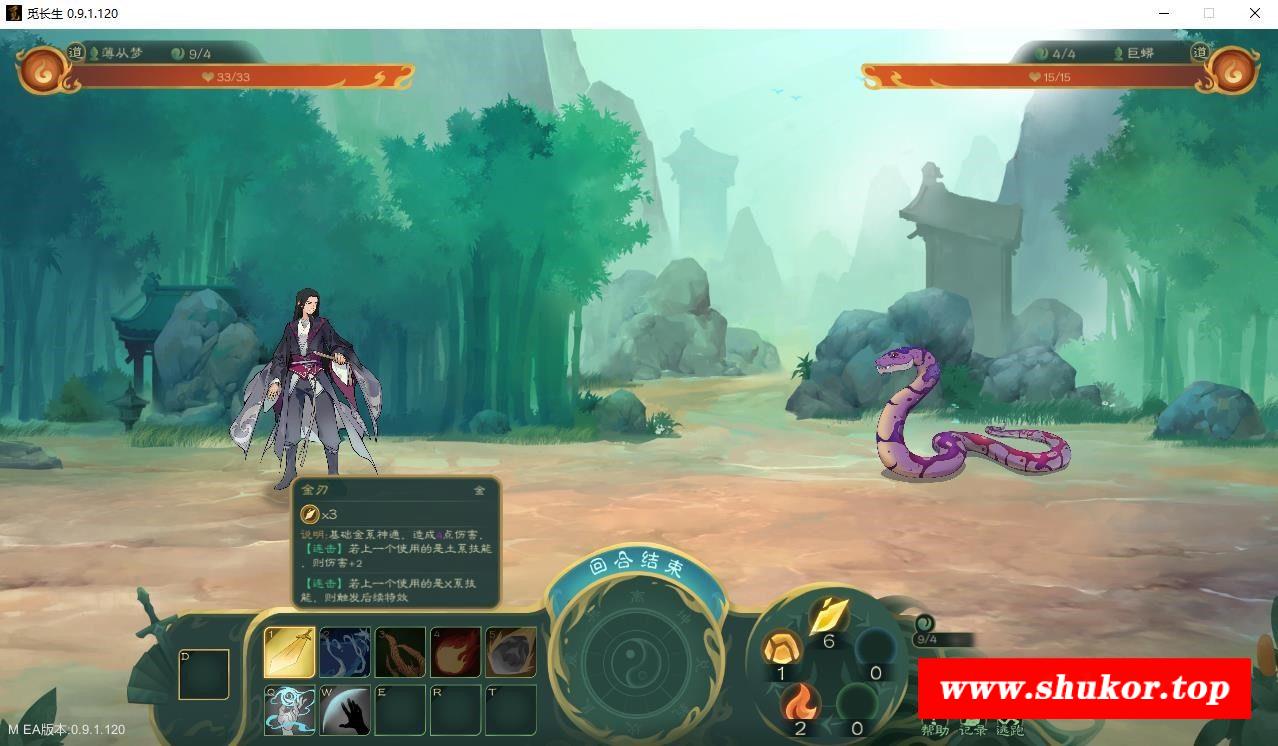 觅长生 0.9.1.120
道 薄从梦 9/4
33/33
4/4 巨蟒 道
15/15
金刃 金
x3
说明:基础金系神通，造成4点伤害。
【连击】若上一个使用的是土系技能
，则伤害+2
【连击】若上一个使用的是X系技
能，则触发后续特效
回合结束
D
1 2 3 4 5
Q W E R T
6
1 0
2 0
9/4
www.shukor.top
帮助 记录 逃跑
M EA版本:0.9.1.120